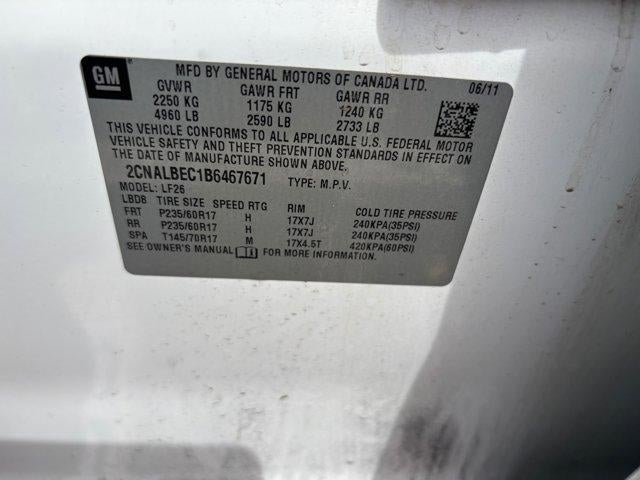 GM
MFD BY GENERAL MOTORS OF CANADA LTD. 06/11
GVWR GAWR FRT GAWR RR
2250 KG 1175 KG 1240 KG
4960 LB 2590 LB 2733 LB
THIS VEHICLE CONFORMS TO ALL APPLICABLE U.S. FEDERAL MOTOR
VEHICLE SAFETY AND THEFT PREVENTION STANDARDS IN EFFECT ON
THE DATE OF MANUFACTURE SHOWN ABOVE.
2CNALBEC1B6467671 TYPE: M.P.V.
MODEL: LF26
LBDB TIRE SIZE SPEED RTG RIM COLD TIRE PRESSURE
FRT P235/60R17 H 17X7J 240KPA(35PSI)
RR P235/60R17 H 17X7J 240KPA(35PSI)
SPA T145/70R17 M 17X4.5T 420KPA(60PSI)
SEE OWNER'S MANUAL FOR MORE INFORMATION.